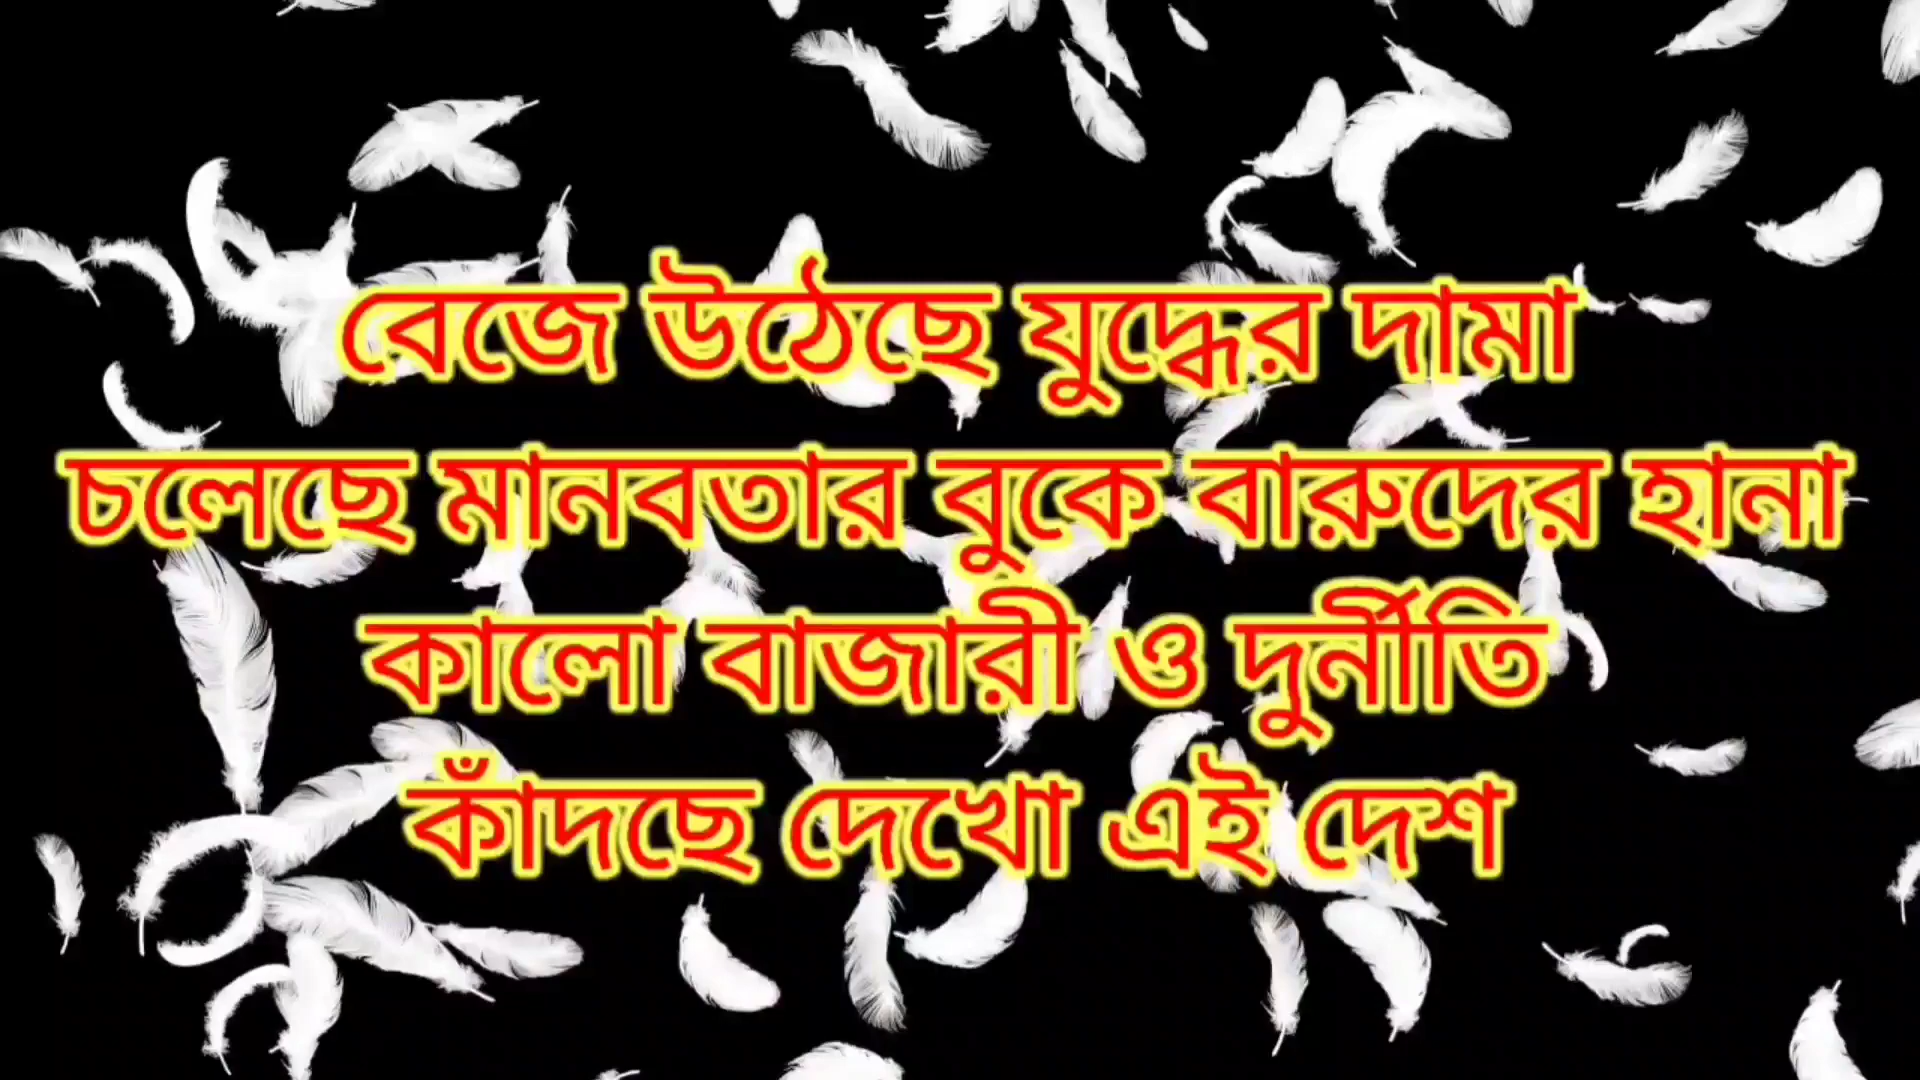 বেজে উঠেছে যুদ্ধের দামা
চলেছে মানবতার বুকে বারুদের হানা
কালো বাজারী ও দুর্নীতি
কাঁদছে দেখো এই দেশ